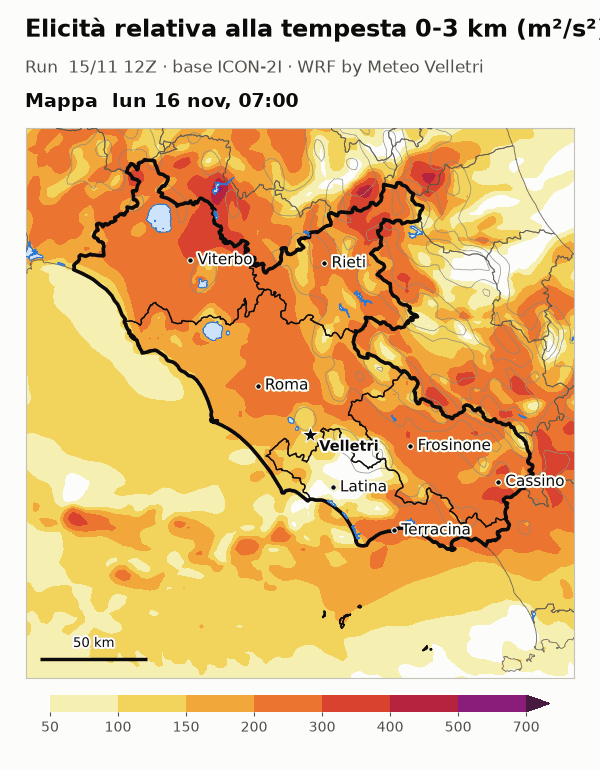 Elicità relativa alla tempesta 0-3 km (m²/s²)
Run  15/11 12Z · base ICON-2I · WRF by Meteo Velletri
Mappa  lun 16 nov, 07:00
Viterbo
Rieti
Roma
Velletri
Frosinone
Latina
Cassino
Terracina
50 km
50 100 150 200 300 400 500 700